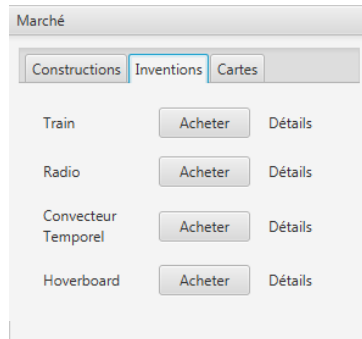 Marché
Constructions Inventions Cartes
Train Acheter Détails
Radio Acheter Détails
Convecteur
Temporel Acheter Détails
Hoverboard Acheter Détails